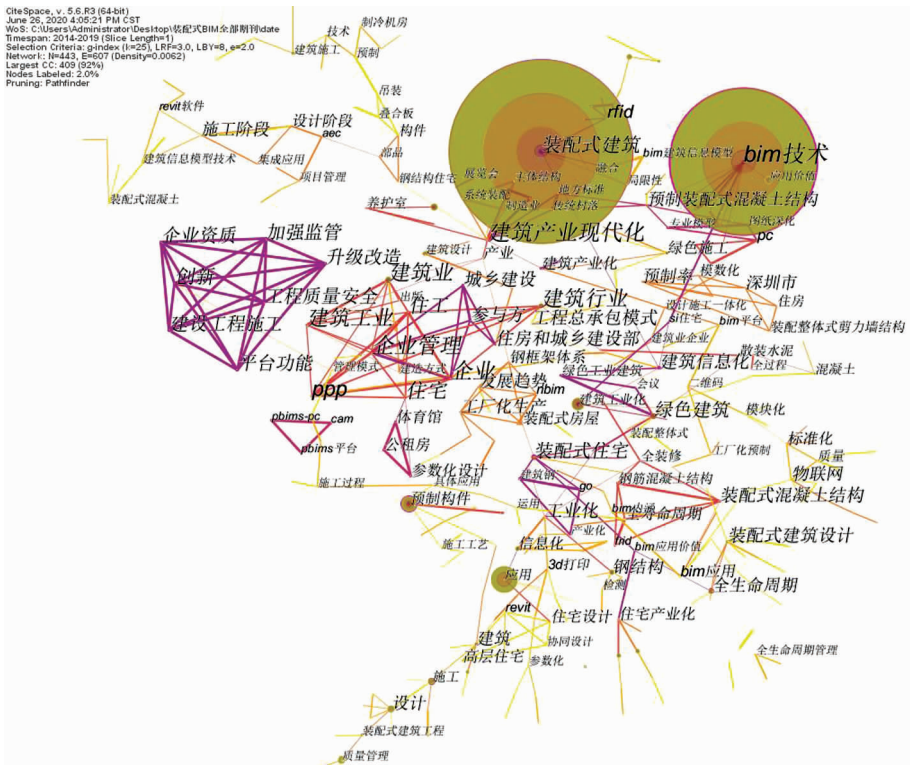 CiteSpace, v. 5.6.R3 (64-bit)
June 26, 2020 4:05:21 PM CST
WoS: C:\Users\Administrator\Desktop\装配式BIM全部期刊\date
Timespan: 2014-2019 (Slice Length=1)
Selection Criteria: g-index (k=25), LRF=3.0, LBY=8, e=2.0
Network: N=443, E=607 (Density=0.0062)
Largest CC: 409 (92%)
Nodes Labeled: 2.0%
Pruning: Pathfinder
技术
制冷机房
建筑施工
预制
吊装
叠合板
revit软件
施工阶段
设计阶段
aec
构件
rfid
建筑信息模型技术
集成应用
部品
装配式建筑
bim建筑信息模型
bim技术
项目管理
钢结构住宅
展览会
主体结构
融合
局限性
应用价值
装配式混凝土
系统装配
地方标准
制造业
传统村落
预制装配式混凝土结构
养护室
专业模型
图纸深化
企业资质
加强监管
建筑产业现代化
pc
绿色施工
升级改造
建筑设计
产业
建筑产业化
创新
建筑业
城乡建设
预制率
模数化
深圳市
工程质量安全
出版
住工
建筑行业
设计施工一体化
住房
建设工程施工
建筑工业
参与方
工程总承包模式
si住宅
bim平台
装配整体式剪力墙结构
企业管理
住房和城乡建设部
建筑业企业
平台功能
管理模式
建造方式
企业
钢框架体系
建筑信息化
散装水泥
全过程
混凝土
ppp
住宅
发展趋势
绿色工业建筑
会议
二维码
nbim
pbims-pc
cam
体育馆
工厂化生产
建筑工业化
绿色建筑
模块化
装配式房屋
pbims平台
公租房
装配整体式
标准化
装配式住宅
全装修
工厂化预制
质量
参数化设计
施工过程
具体应用
建筑钢
go
钢筋混凝土结构
物联网
预制构件
运用
工业化
全寿命周期
装配式混凝土结构
产业化
施工工艺
信息化
frid
bim应用价值
装配式建筑设计
应用
3d打印
钢结构
bim应用
检测
全生命周期
revit
住宅设计
住宅产业化
建筑
协同设计
高层住宅
参数化
全生命周期管理
施工
设计
装配式建筑工程
质量管理